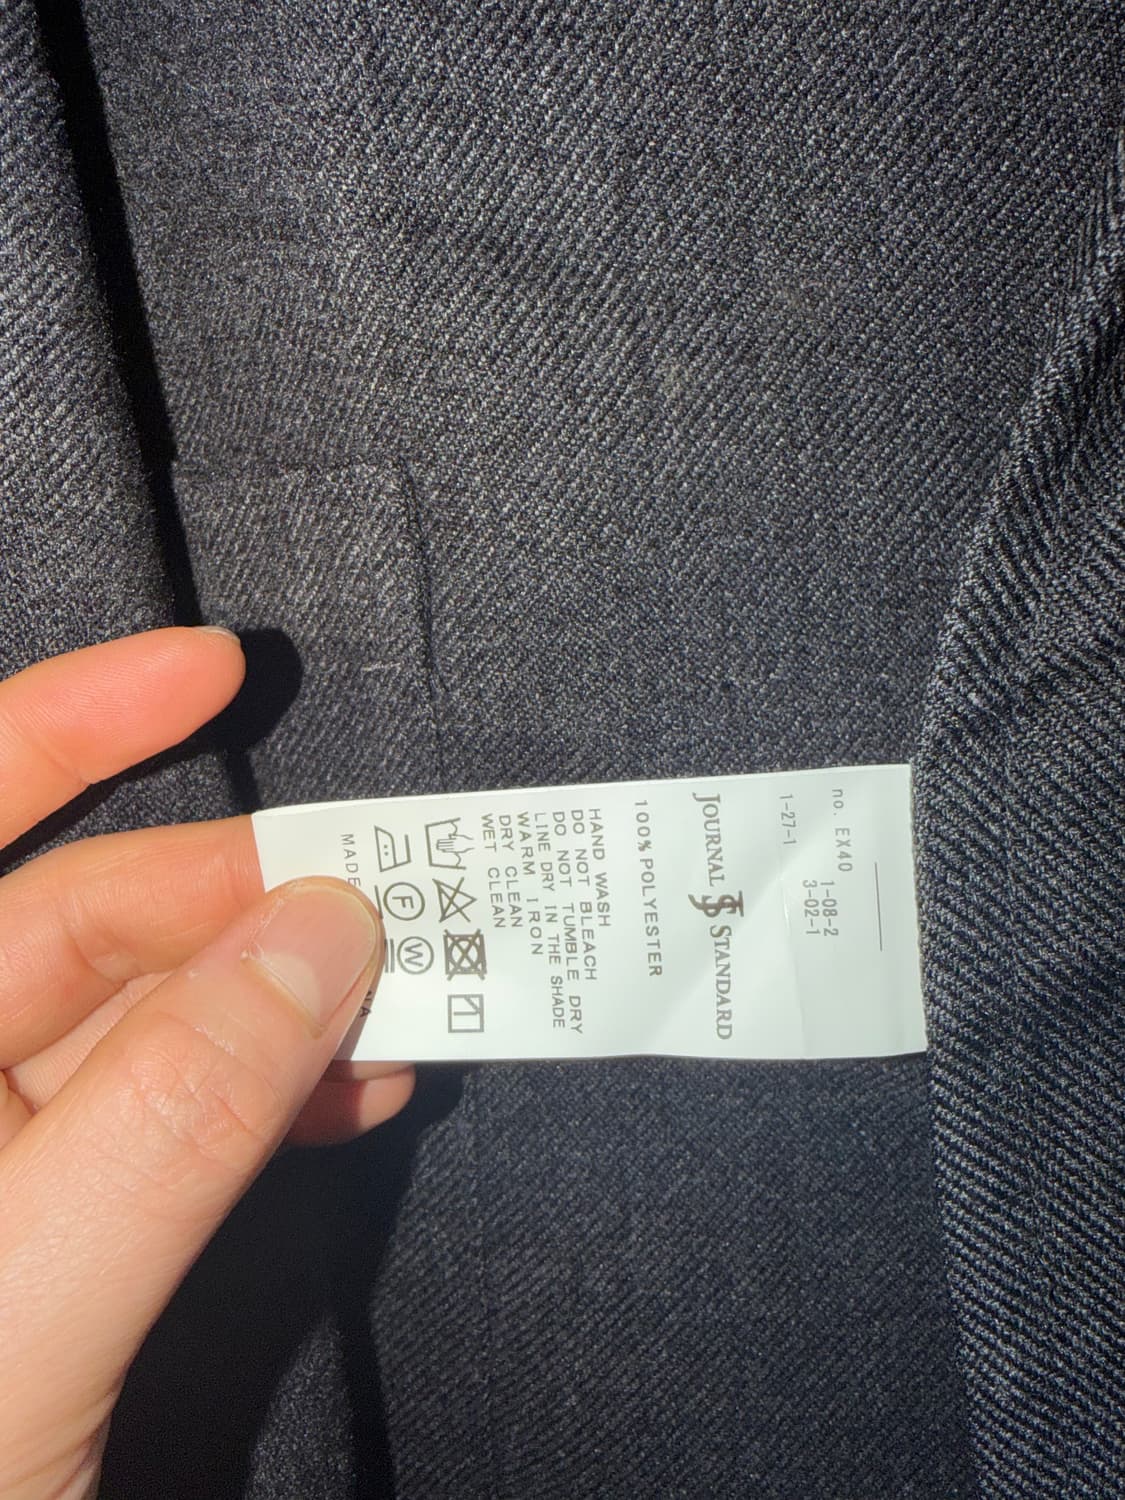 no. EX40
1-08-2
3-02-1
1-27-1
JOURNAL JS STANDARD
100% POLYESTER
HAND WASH
DO NOT BLEACH
DO NOT TUMBLE DRY
LINE DRY IN THE SHADE
WARM IRON
DRY CLEAN
WET CLEAN
F W
MADE